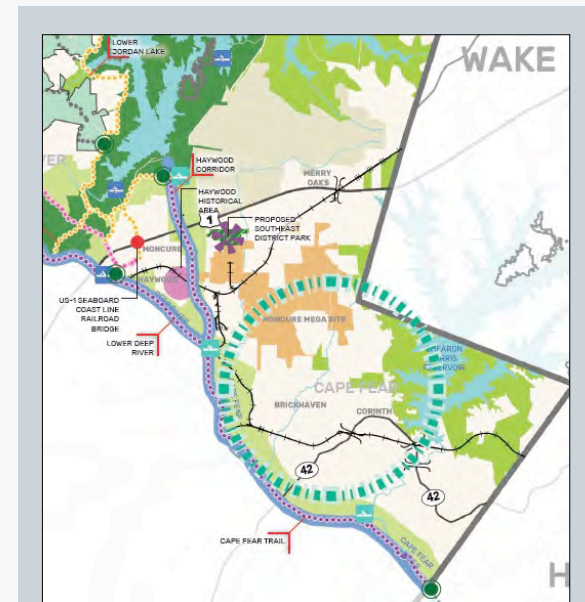 LOWER
JORDAN LAKE
WAKE
HAYWOOD
CORRIDOR
MERRY
OAKS
HAYWOOD
HISTORICAL
AREA
1
PROPOSED
SOUTHEAST
DISTRICT PARK
MONCURE
HAYWOOD
US-1 SEABOARD
COAST LINE
RAILROAD
BRIDGE
MONCURE MEGA SITE
LOWER DEEP
RIVER
CAPE FEAR
BRICKHAVEN
CORINTH
42
42
CAPE FEAR TRAIL
CAPE FEAR
H